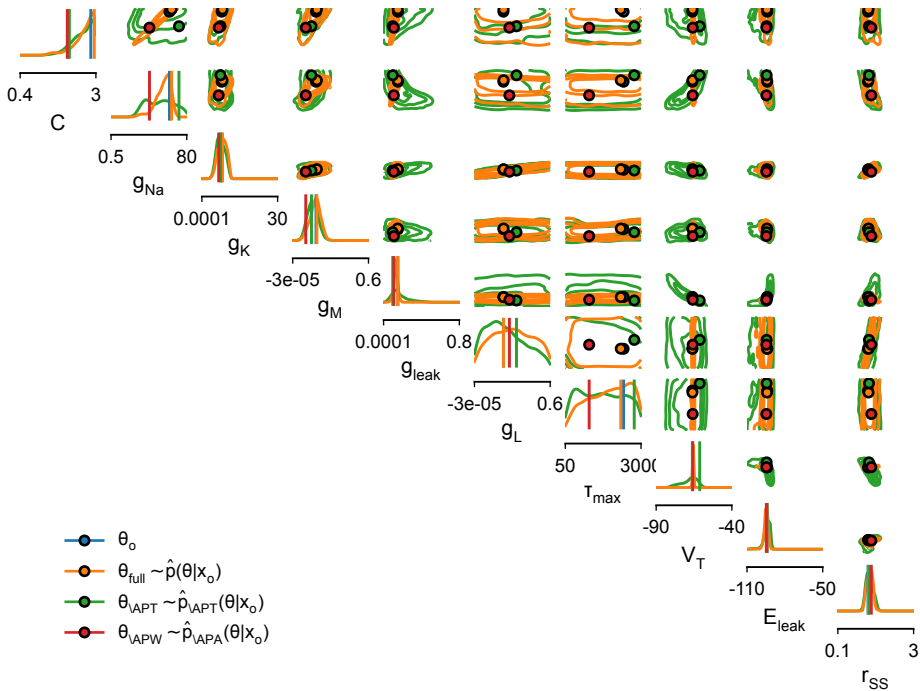 0.4 3
C
0.5 80
g_Na
0.0001 30
g_K
-3e-05 0.6
g_M
0.0001 0.8
g_leak
-3e-05 0.6
g_L
50 3000
τ_max
-90 -40
V_T
-110 -50
E_leak
0.1 3
r_SS
θ_o
θ_full ~ p̂(θ|x_o)
θ_\APT ~ p̂_\APT(θ|x_o)
θ_\APW ~ p̂_\APA(θ|x_o)